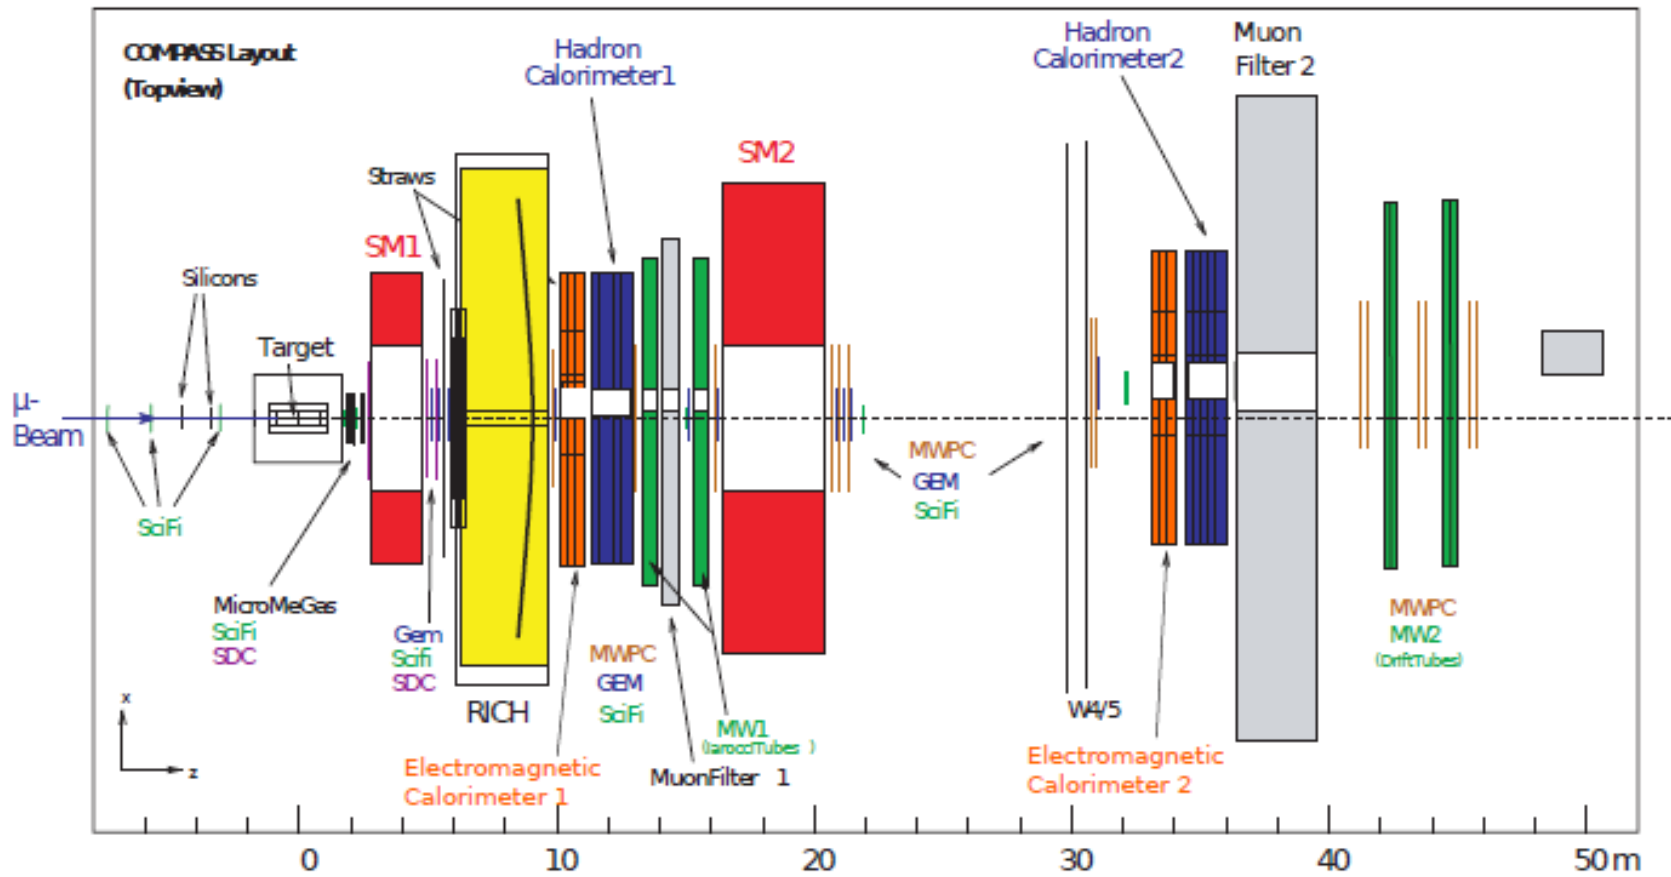 COMPASS Layout
(Topview)
Hadron
Calorimeter1
Hadron
Calorimeter2
Muon
Filter 2
SM2
Straws
SM1
Silicons
Target
μ-
Beam
SciFi
MWPC
GEM
SciFi
MicroMeGas
SciFi
SDC
Gem
Scifi
SDC
RICH
MWPC
GEM
SciFi
MW1
(IarocciTubes )
MuonFilter 1
W4/5
MWPC
MW2
(DriftTubes)
Electromagnetic
Calorimeter 1
Electromagnetic
Calorimeter 2
x
z
0 10 20 30 40 50 m